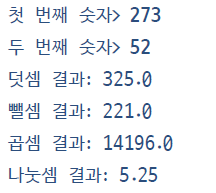 첫 번째 숫자> 273
두 번째 숫자> 52
덧셈 결과: 325.0
뺄셈 결과: 221.0
곱셈 결과: 14196.0
나눗셈 결과: 5.25